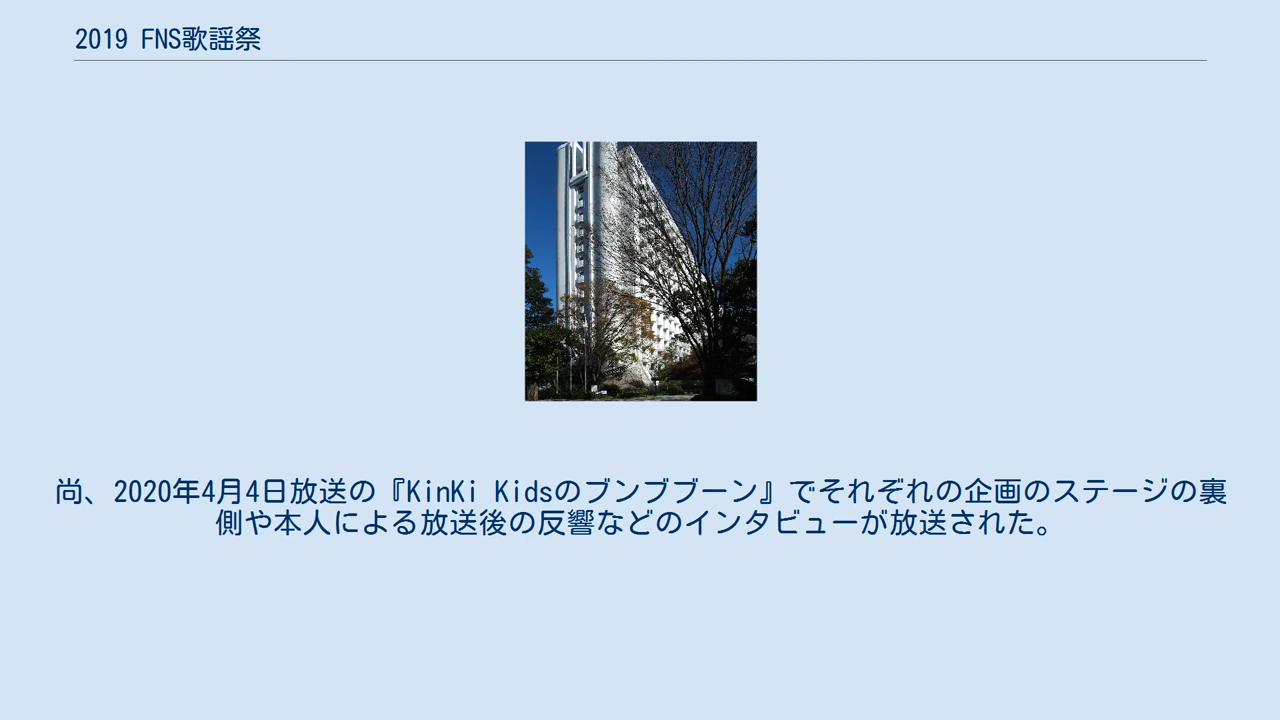 2019 FNS歌謡祭
尚、2020年4月4日放送の『KinKi Kidsのブンブブーン』でそれぞれの企画のステージの裏
側や本人による放送後の反響などのインタビューが放送された。